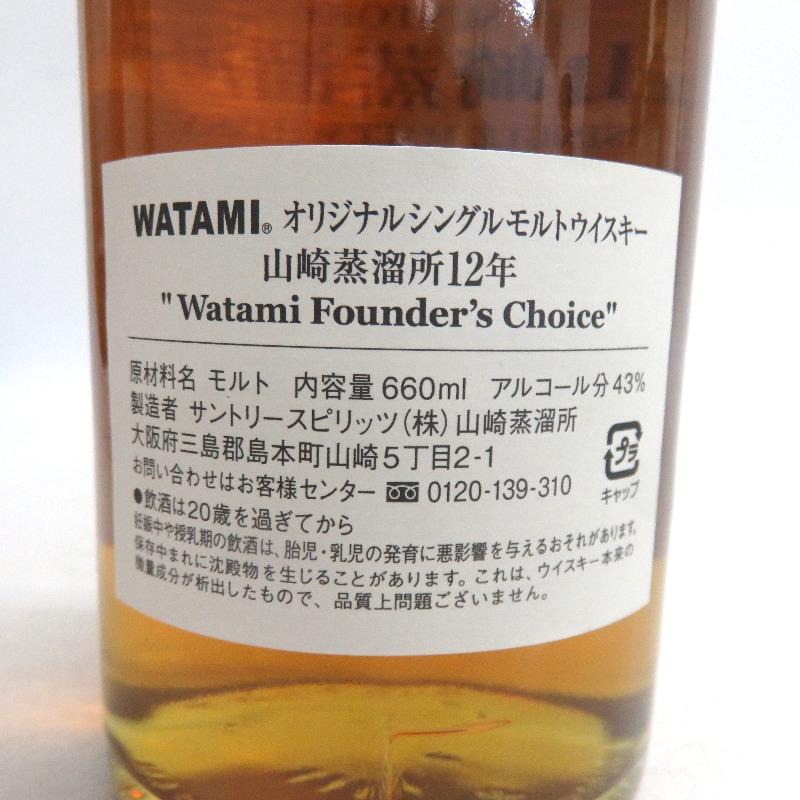 WATAMI® オリジナルシングルモルトウイスキー
山崎蒸溜所12年
"Watami Founder's Choice"
原材料名 モルト 内容量 660ml アルコール分 43%
製造者 サントリースピリッツ(株)山崎蒸溜所
大阪府三島郡島本町山崎5丁目2-1
お問い合わせはお客様センター 0120-139-310
プラ
キャップ
●飲酒は20歳を過ぎてから
妊娠中や授乳期の飲酒は、胎児・乳児の発育に悪影響を与えるおそれがあります。
保存中まれに沈殿物を生じることがあります。これは、ウイスキー本来の
微量成分が析出したもので、品質上問題ございません。